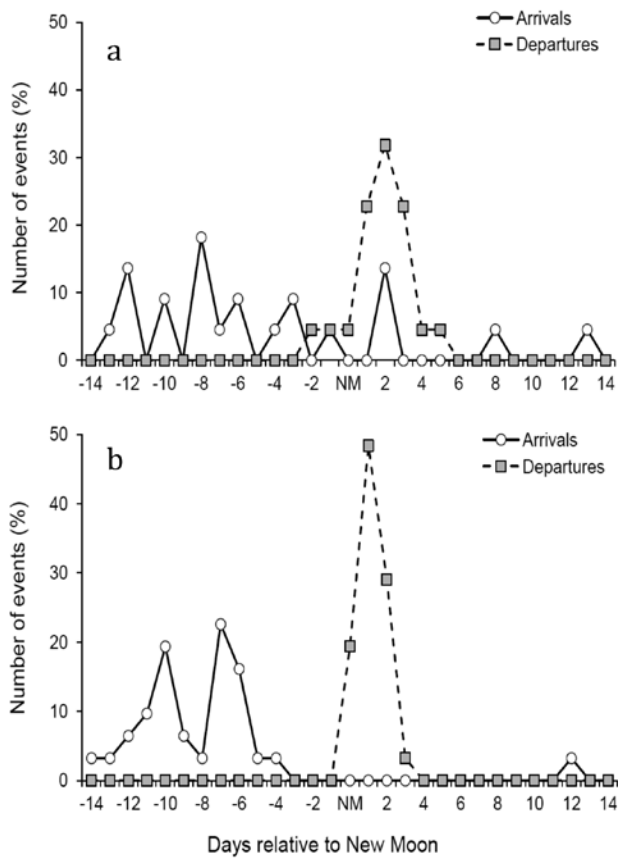 50
40
30
20
10
0
Number of events (%)
a
Arrivals
Departures
-14 -12 -10 -8 -6 -4 -2 NM 2 4 6 8 10 12 14
50
40
30
20
10
0
Number of events (%)
b
Arrivals
Departures
-14 -12 -10 -8 -6 -4 -2 NM 2 4 6 8 10 12 14
Days relative to New Moon